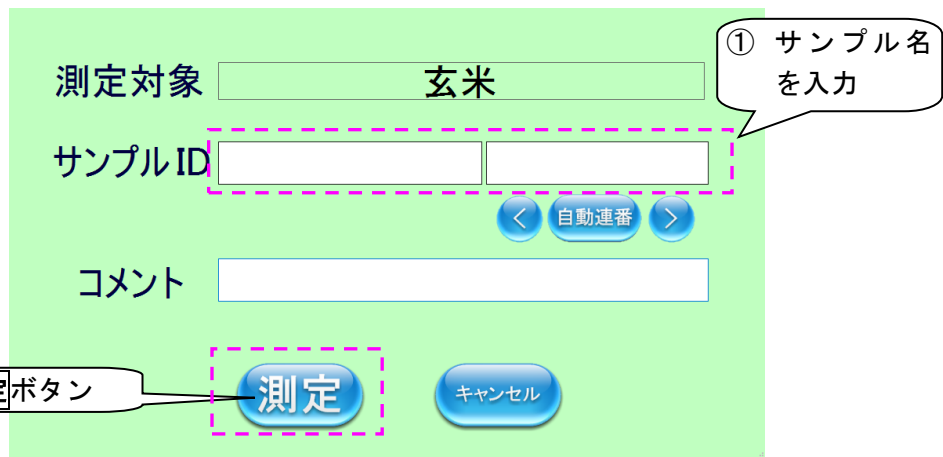 ① サンプル名
を入力
測定対象 玄米
サンプルID
< 自動連番 >
コメント
定ボタン
測定 キャンセル